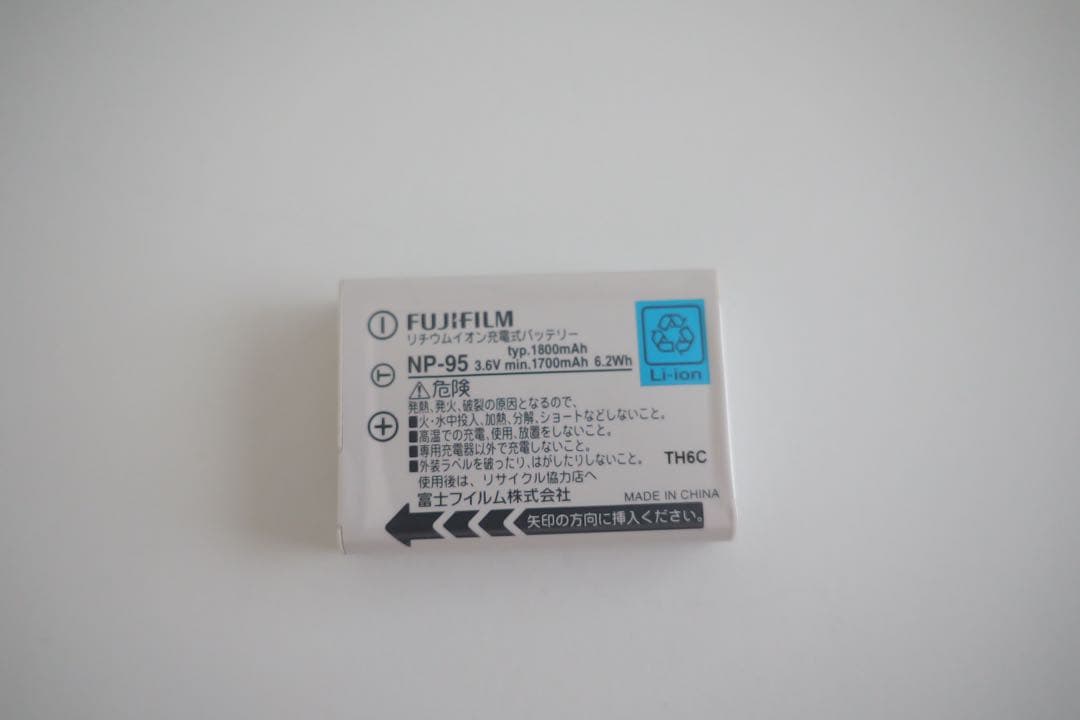 FUJIFILM
リチウムイオン充電式バッテリー
typ.1800mAh
NP-95 3.6V min.1700mAh 6.2Wh
Li-ion
危険
発熱、発火、破裂の原因となるので、
■火・水中投入、加熱、分解、ショートなどしないこと。
■高温での充電、使用、放置をしないこと。
■専用充電器以外で充電しないこと。
■外装ラベルを破ったり、はがしたりしないこと。
TH6C
使用後は、リサイクル協力店へ
富士フイルム株式会社
MADE IN CHINA
矢印の方向に挿入ください。
T